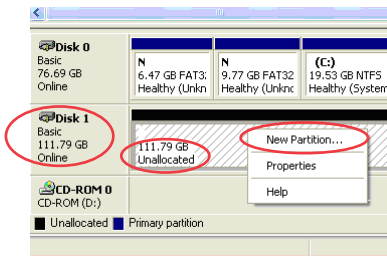 Disk 0
Basic
76.69 GB
Online
N
6.47 GB FAT3:
Healthy (Unkn
N
9.77 GB FAT32
Healthy (Unknc
(C:)
19.53 GB NTFS
Healthy (System
Disk 1
Basic
111.79 GB
Online
111.79 GB
Unallocated
New Partition...
Properties
Help
CD-ROM 0
CD-ROM (D:)
Unallocated
Primary partition